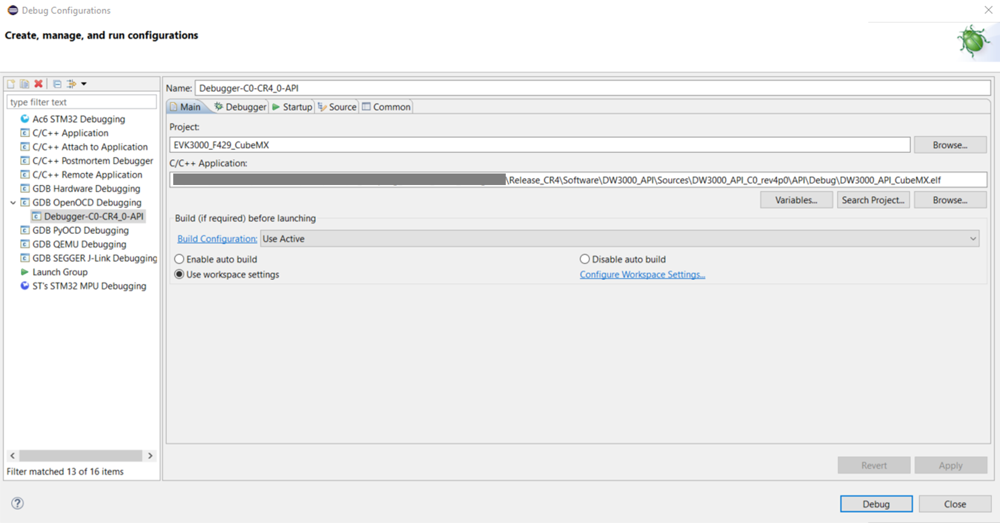 Debug Configurations
Create, manage, and run configurations
type filter text
Ac6 STM32 Debugging
C/C++ Application
C/C++ Attach to Application
C/C++ Postmortem Debugger
C/C++ Remote Application
GDB Hardware Debugging
GDB OpenOCD Debugging
Debugger-C0-CR4_0-API
GDB PyOCD Debugging
GDB QEMU Debugging
GDB SEGGER J-Link Debugging
Launch Group
ST's STM32 MPU Debugging
Filter matched 13 of 16 items
Name: Debugger-C0-CR4_0-API
Main Debugger Startup Source Common
Project:
EVK3000_F429_CubeMX Browse...
C/C++ Application:
\Release_CR4\Software\DW3000_API\Sources\DW3000_API_C0_rev4p0\API\Debug\DW3000_API_CubeMX.elf
Variables... Search Project... Browse...
Build (if required) before launching
Build Configuration: Use Active
Enable auto build Disable auto build
Use workspace settings Configure Workspace Settings...
Revert Apply
Debug Close